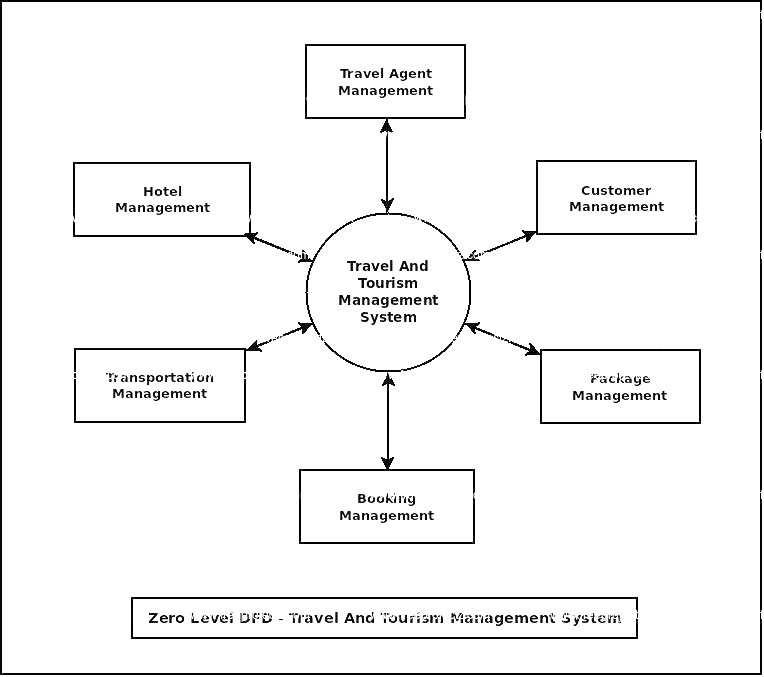 Travel Agent
Management
Hotel
Management
Customer
Management
Travel And
Tourism
Management
System
Transportation
Management
Package
Management
Booking
Management
Zero Level DFD - Travel And Tourism Management System